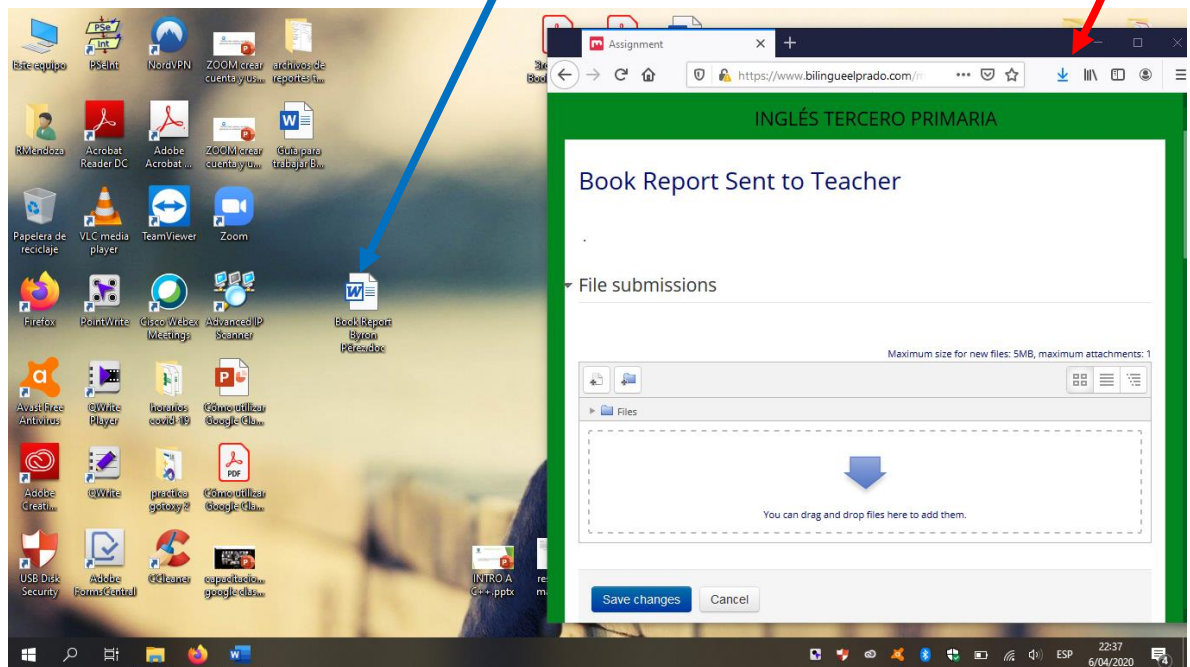 Este equipo
PSeInt
NordVPN
ZOOM crear
cuenta y us...
archivos de
reportes f...
RMendoza
Acrobat
Reader DC
Adobe
Acrobat ...
ZOOM crear
cuenta y u...
Guia para
trabajar B...
Papelera de
reciclaje
VLC media
player
TeamViewer
Zoom
Firefox
PointWrite
Cisco Webex
Meetings
Advanced IP
Scanner
Book Report
Byron
Pérez.doc
Avast Free
Antivirus
QWrite
Player
horarios
covid-19
Cómo utilizar
Google Cla...
Adobe
Creati...
QWrite
practica
gotoxy 2
PDF
Cómo utilizar
Google Cla...
USB Disk
Security
Adobe
FormsCentral
CCleaner
capacitacio...
google clas...
INTRO A
C++.pptx
Assignment
https://www.bilingueelprado.com/m
INGLÉS TERCERO PRIMARIA
Book Report Sent to Teacher
.
File submissions
Maximum size for new files: 5MB, maximum attachments: 1
Files
You can drag and drop files here to add them.
Save changes
Cancel
ESP
22:37
6/04/2020
4